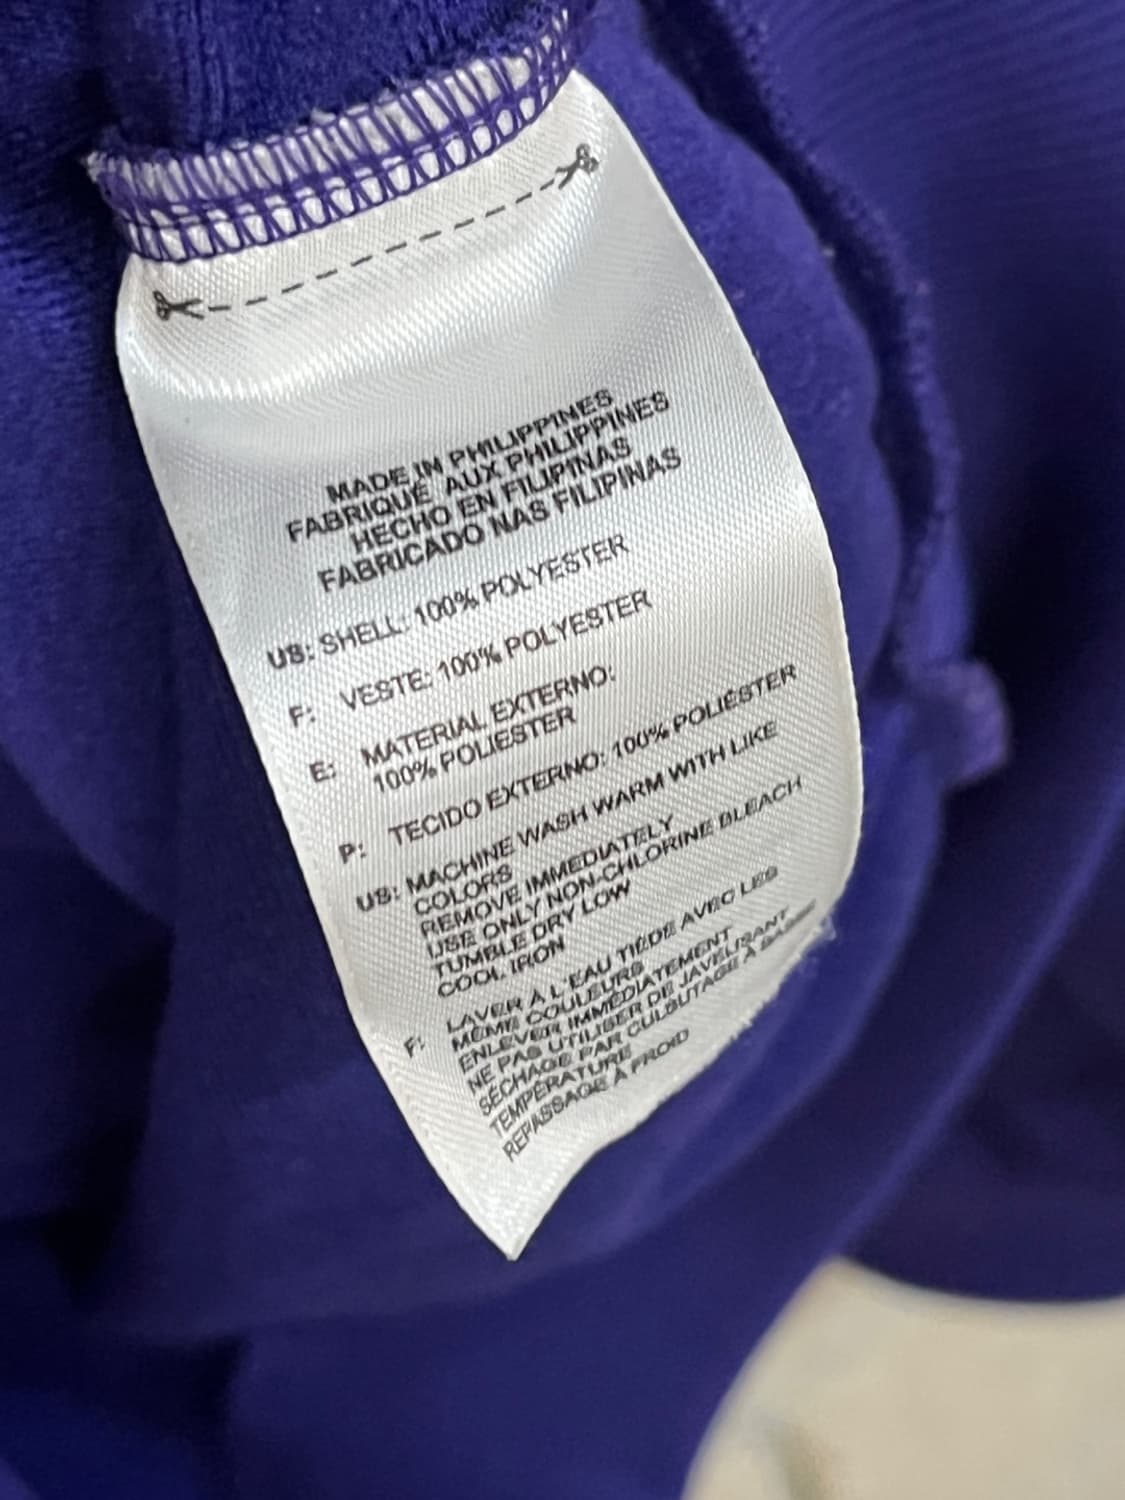 MADE IN PHILIPPINES
FABRIQUÉ AUX PHILIPPINES
HECHO EN FILIPINAS
FABRICADO NAS FILIPINAS
US: SHELL: 100% POLYESTER
F: VESTE: 100% POLYESTER
E: MATERIAL EXTERNO:
100% POLIESTER
P: TECIDO EXTERNO: 100% POLIÉSTER
US: MACHINE WASH WARM WITH LIKE
COLORS
REMOVE IMMEDIATELY
USE ONLY NON-CHLORINE BLEACH
TUMBLE DRY LOW
COOL IRON
F: LAVER À L'EAU TIÈDE AVEC LES
MÊME COULEURS
ENLEVER IMMÉDIATEMENT
NE PAS UTILISER DE JAVELISANT
SÉCHAGE PAR CULBUTAGE À BASSE
TEMPÉRATURE
REPASSAGE À FROID